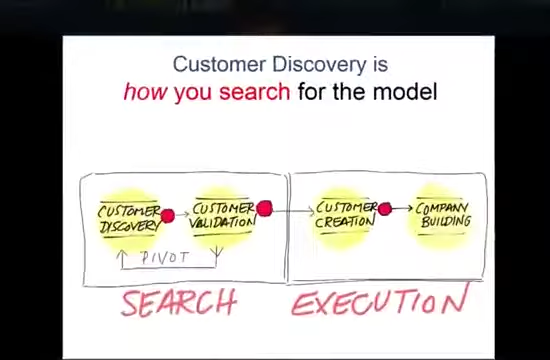 Customer Discovery is
how you search for the model
CUSTOMER
DISCOVERY
CUSTOMER
VALIDATION
CUSTOMER
CREATION
COMPANY
BUILDING
PIVOT
SEARCH
EXECUTION